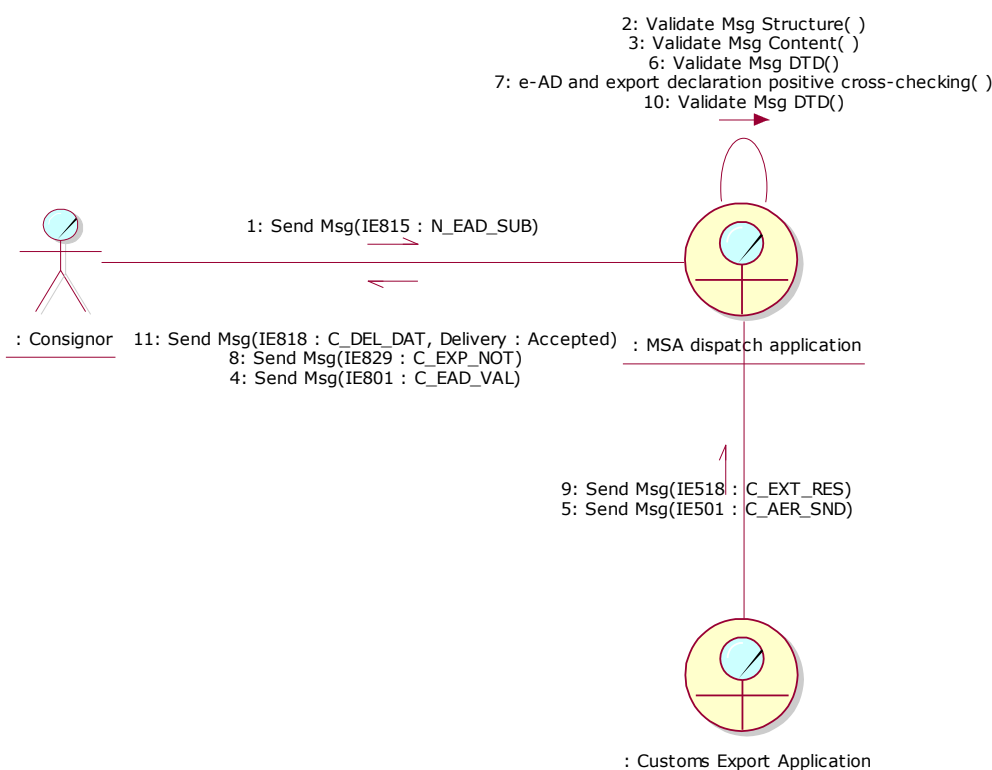 2: Validate Msg Structure( )
3: Validate Msg Content( )
6: Validate Msg DTD()
7: e-AD and export declaration positive cross-checking( )
10: Validate Msg DTD()
1: Send Msg(IE815 : N_EAD_SUB)
: Consignor
11: Send Msg(IE818 : C_DEL_DAT, Delivery : Accepted)
8: Send Msg(IE829 : C_EXP_NOT)
4: Send Msg(IE801 : C_EAD_VAL)
: MSA dispatch application
9: Send Msg(IE518 : C_EXT_RES)
5: Send Msg(IE501 : C_AER_SND)
: Customs Export Application